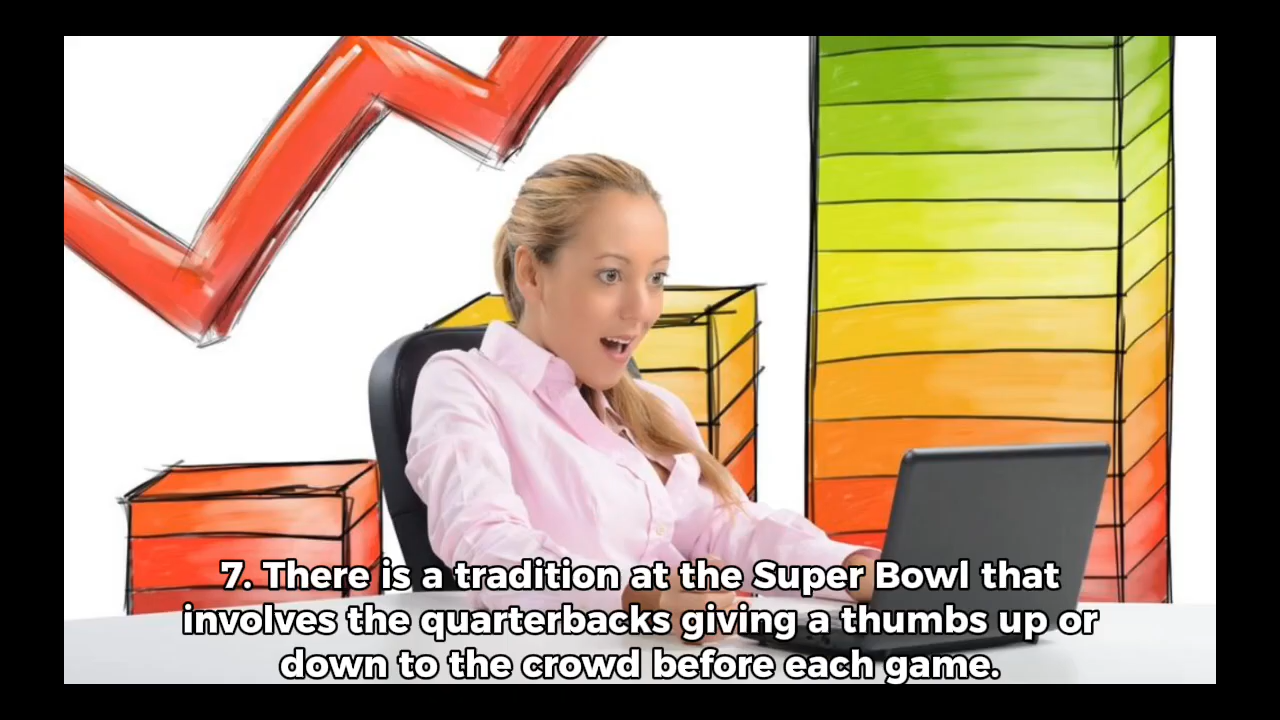 7. There is a tradition at the Super Bowl that
involves the quarterbacks giving a thumbs up or
down to the crowd before each game.